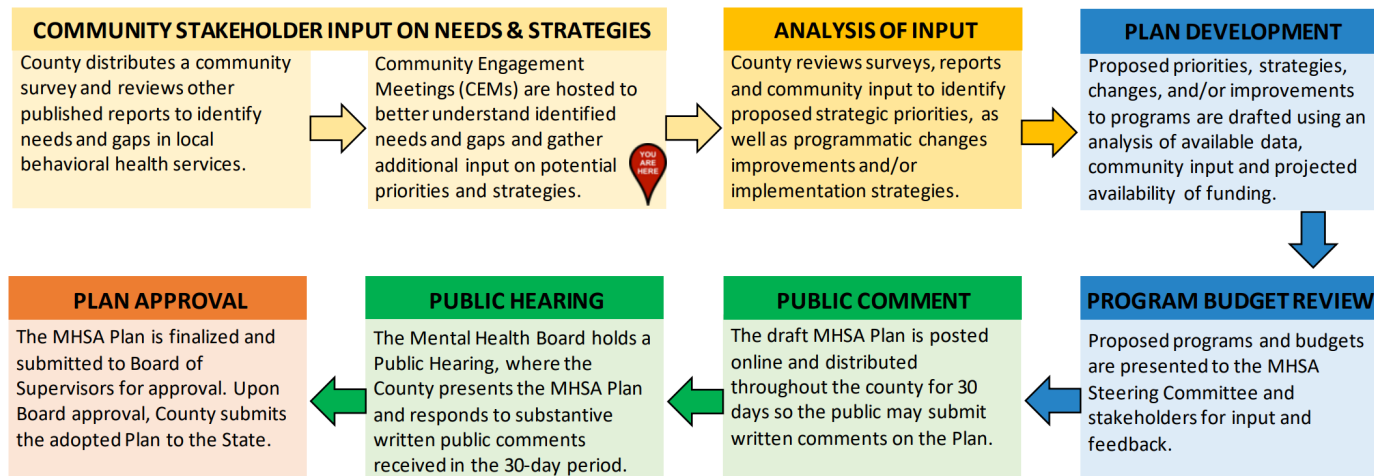 COMMUNITY STAKEHOLDER INPUT ON NEEDS & STRATEGIES
County distributes a community
survey and reviews other
published reports to identify
needs and gaps in local
behavioral health services.
Community Engagement
Meetings (CEMs) are hosted to
better understand identified
needs and gaps and gather
additional input on potential
priorities and strategies.
YOU
ARE
HERE
ANALYSIS OF INPUT
County reviews surveys, reports
and community input to identify
proposed strategic priorities, as
well as programmatic changes
improvements and/or
implementation strategies.
PLAN DEVELOPMENT
Proposed priorities, strategies,
changes, and/or improvements
to programs are drafted using an
analysis of available data,
community input and projected
availability of funding.
PROGRAM BUDGET REVIEW
Proposed programs and budgets
are presented to the MHSA
Steering Committee and
stakeholders for input and
feedback.
PUBLIC COMMENT
The draft MHSA Plan is posted
online and distributed
throughout the county for 30
days so the public may submit
written comments on the Plan.
PUBLIC HEARING
The Mental Health Board holds a
Public Hearing, where the
County presents the MHSA Plan
and responds to substantive
written public comments
received in the 30-day period.
PLAN APPROVAL
The MHSA Plan is finalized and
submitted to Board of
Supervisors for approval. Upon
Board approval, County submits
the adopted Plan to the State.